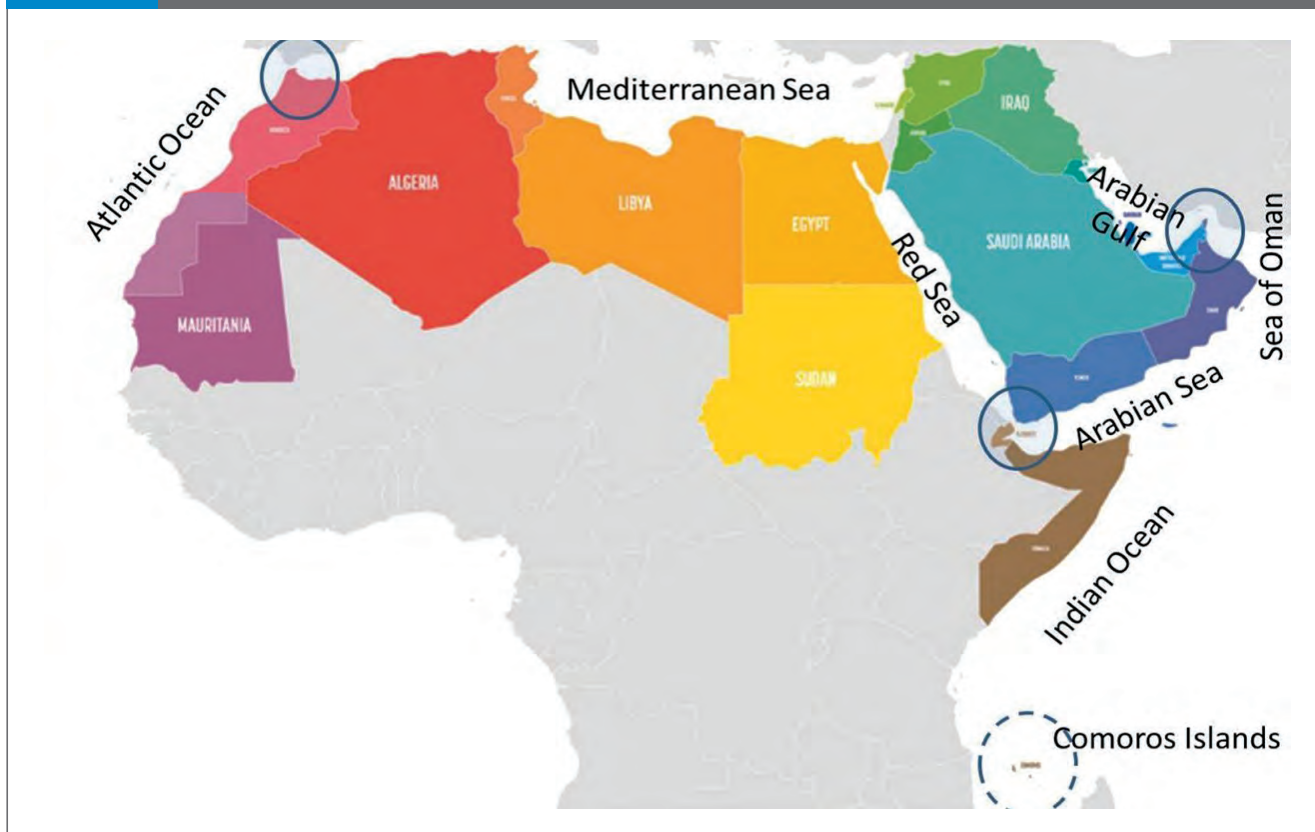 Mediterranean Sea
Atlantic Ocean
IRAQ
ALGERIA
LIBYA
EGYPT
SAUDI ARABIA
Arabian
Gulf
Red Sea
Sea of Oman
MAURITANIA
SUDAN
Arabian Sea
Indian Ocean
Comoros Islands